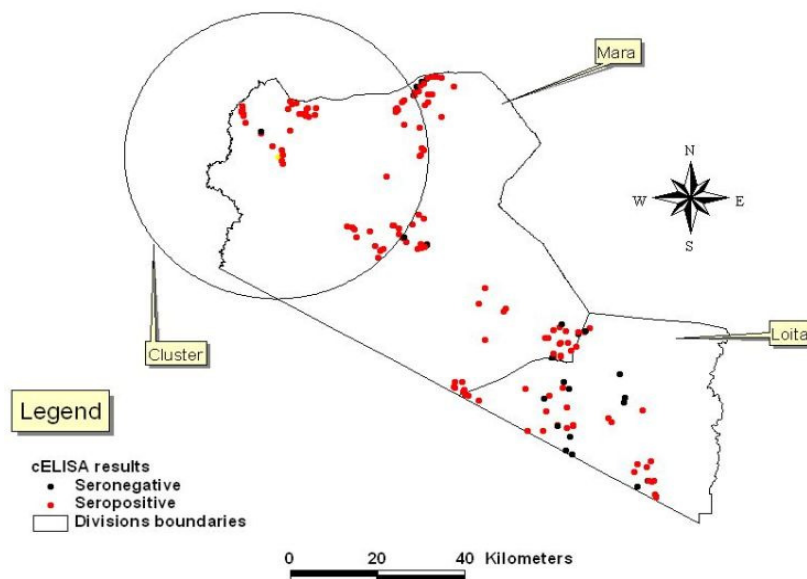 Mara
N
W E
S
Cluster
Loita
Legend
cELISA results
Seronegative
Seropositive
Divisions boundaries
0 20 40 Kilometers